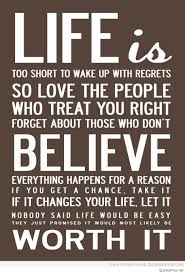 LIFE is
TOO SHORT TO WAKE UP WITH REGRETS
SO LOVE THE PEOPLE
WHO TREAT YOU RIGHT
FORGET ABOUT THOSE WHO DON'T
BELIEVE
EVERYTHING HAPPENS FOR A REASON
IF YOU GET A CHANCE, TAKE IT
IF IT CHANGES YOUR LIFE, LET IT
NOBODY SAID LIFE WOULD BE EASY
THEY JUST PROMISED IT WOULD MOST LIKELY BE
WORTH IT